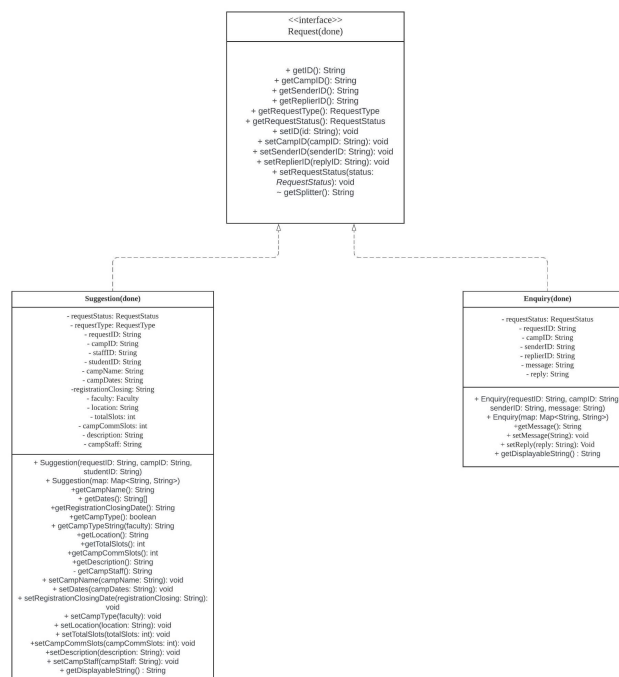 <<interface>>
Request(done)
+ getID(): String
+ getCampID(): String
+ getSenderID(): String
+ getReplierID(): String
+ getRequestType(): RequestType
+ getRequestStatus(): RequestStatus
+ setID(id: String); void
+ setCampID(campID: String): void
+ setSenderID(senderID: String): void
+ setReplierID(replyID: String): void
+ setRequestStatus(status:
RequestStatus): void
~ getSplitter(): String
Suggestion(done)
- requestStatus: RequestStatus
- requestType: RequestType
- requestID: String
- campID: String
- staffID: String
- studentID: String
- campName: String
- campDates: String
-registrationClosing: String
- faculty: Faculty
- location: String
- totalSlots: int
- campCommSlots: int
- description: String
- campStaff: String
+ Suggestion(requestID: String, campID: String,
studentID: String)
+ Suggestion(map: Map<String, String>)
+getCampName(): String
+ getDates(): String[]
+getRegistrationClosingDate(): String
+getCampType(): boolean
+ getCampTypeString(faculty): String
+getLocation(): String
+getTotalSlots(): int
+getCampCommSlots(): int
+getDescription(): String
- getCampStaff(): String
+ setCampName(campName: String): void
+ setDates(campDates: String): void
+ setRegistrationClosingDate(registrationClosing: String):
void
+ setCampType(faculty): void
+ setLocation(location: String): void
+ setTotalSlots(totalSlots: int): void
+setCampCommSlots(campCommSlots: int): void
+setDescription(description: String): void
+ setCampStaff(campStaff: String): void
+ getDisplayableString() : String
Enquiry(done)
- requestStatus: RequestStatus
- requestID: String
- campID: String
- senderID: String
- replierID: String
- message: String
- reply: String
+ Enquiry(requestID: String, campID: String
senderID: String, message: String)
+ Enquiry(map: Map<String, String>)
+getMessage(): String
+ setMessage(String): void
+ setReply(reply: String): Void
+ getDisplayableString() : String